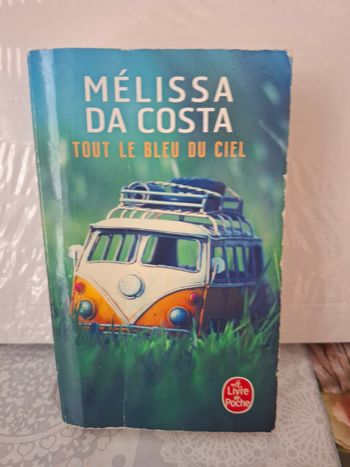 MÉLISSA
DA COSTA
TOUT LE BLEU DU CIEL
Le
Livre
de
Poche